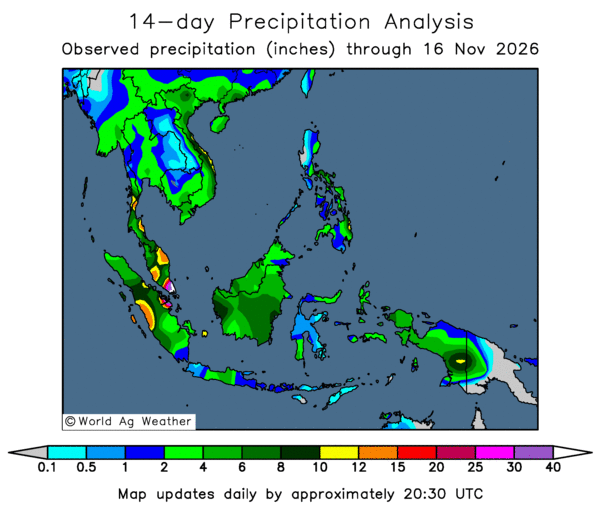 14-day Precipitation Analysis
Observed precipitation (inches) through 16 Nov 2026
©World Ag Weather
0.1 0.5 1 2 4 6 8 10 12 15 20 25 30 40
Map updates daily by approximately 20:30 UTC